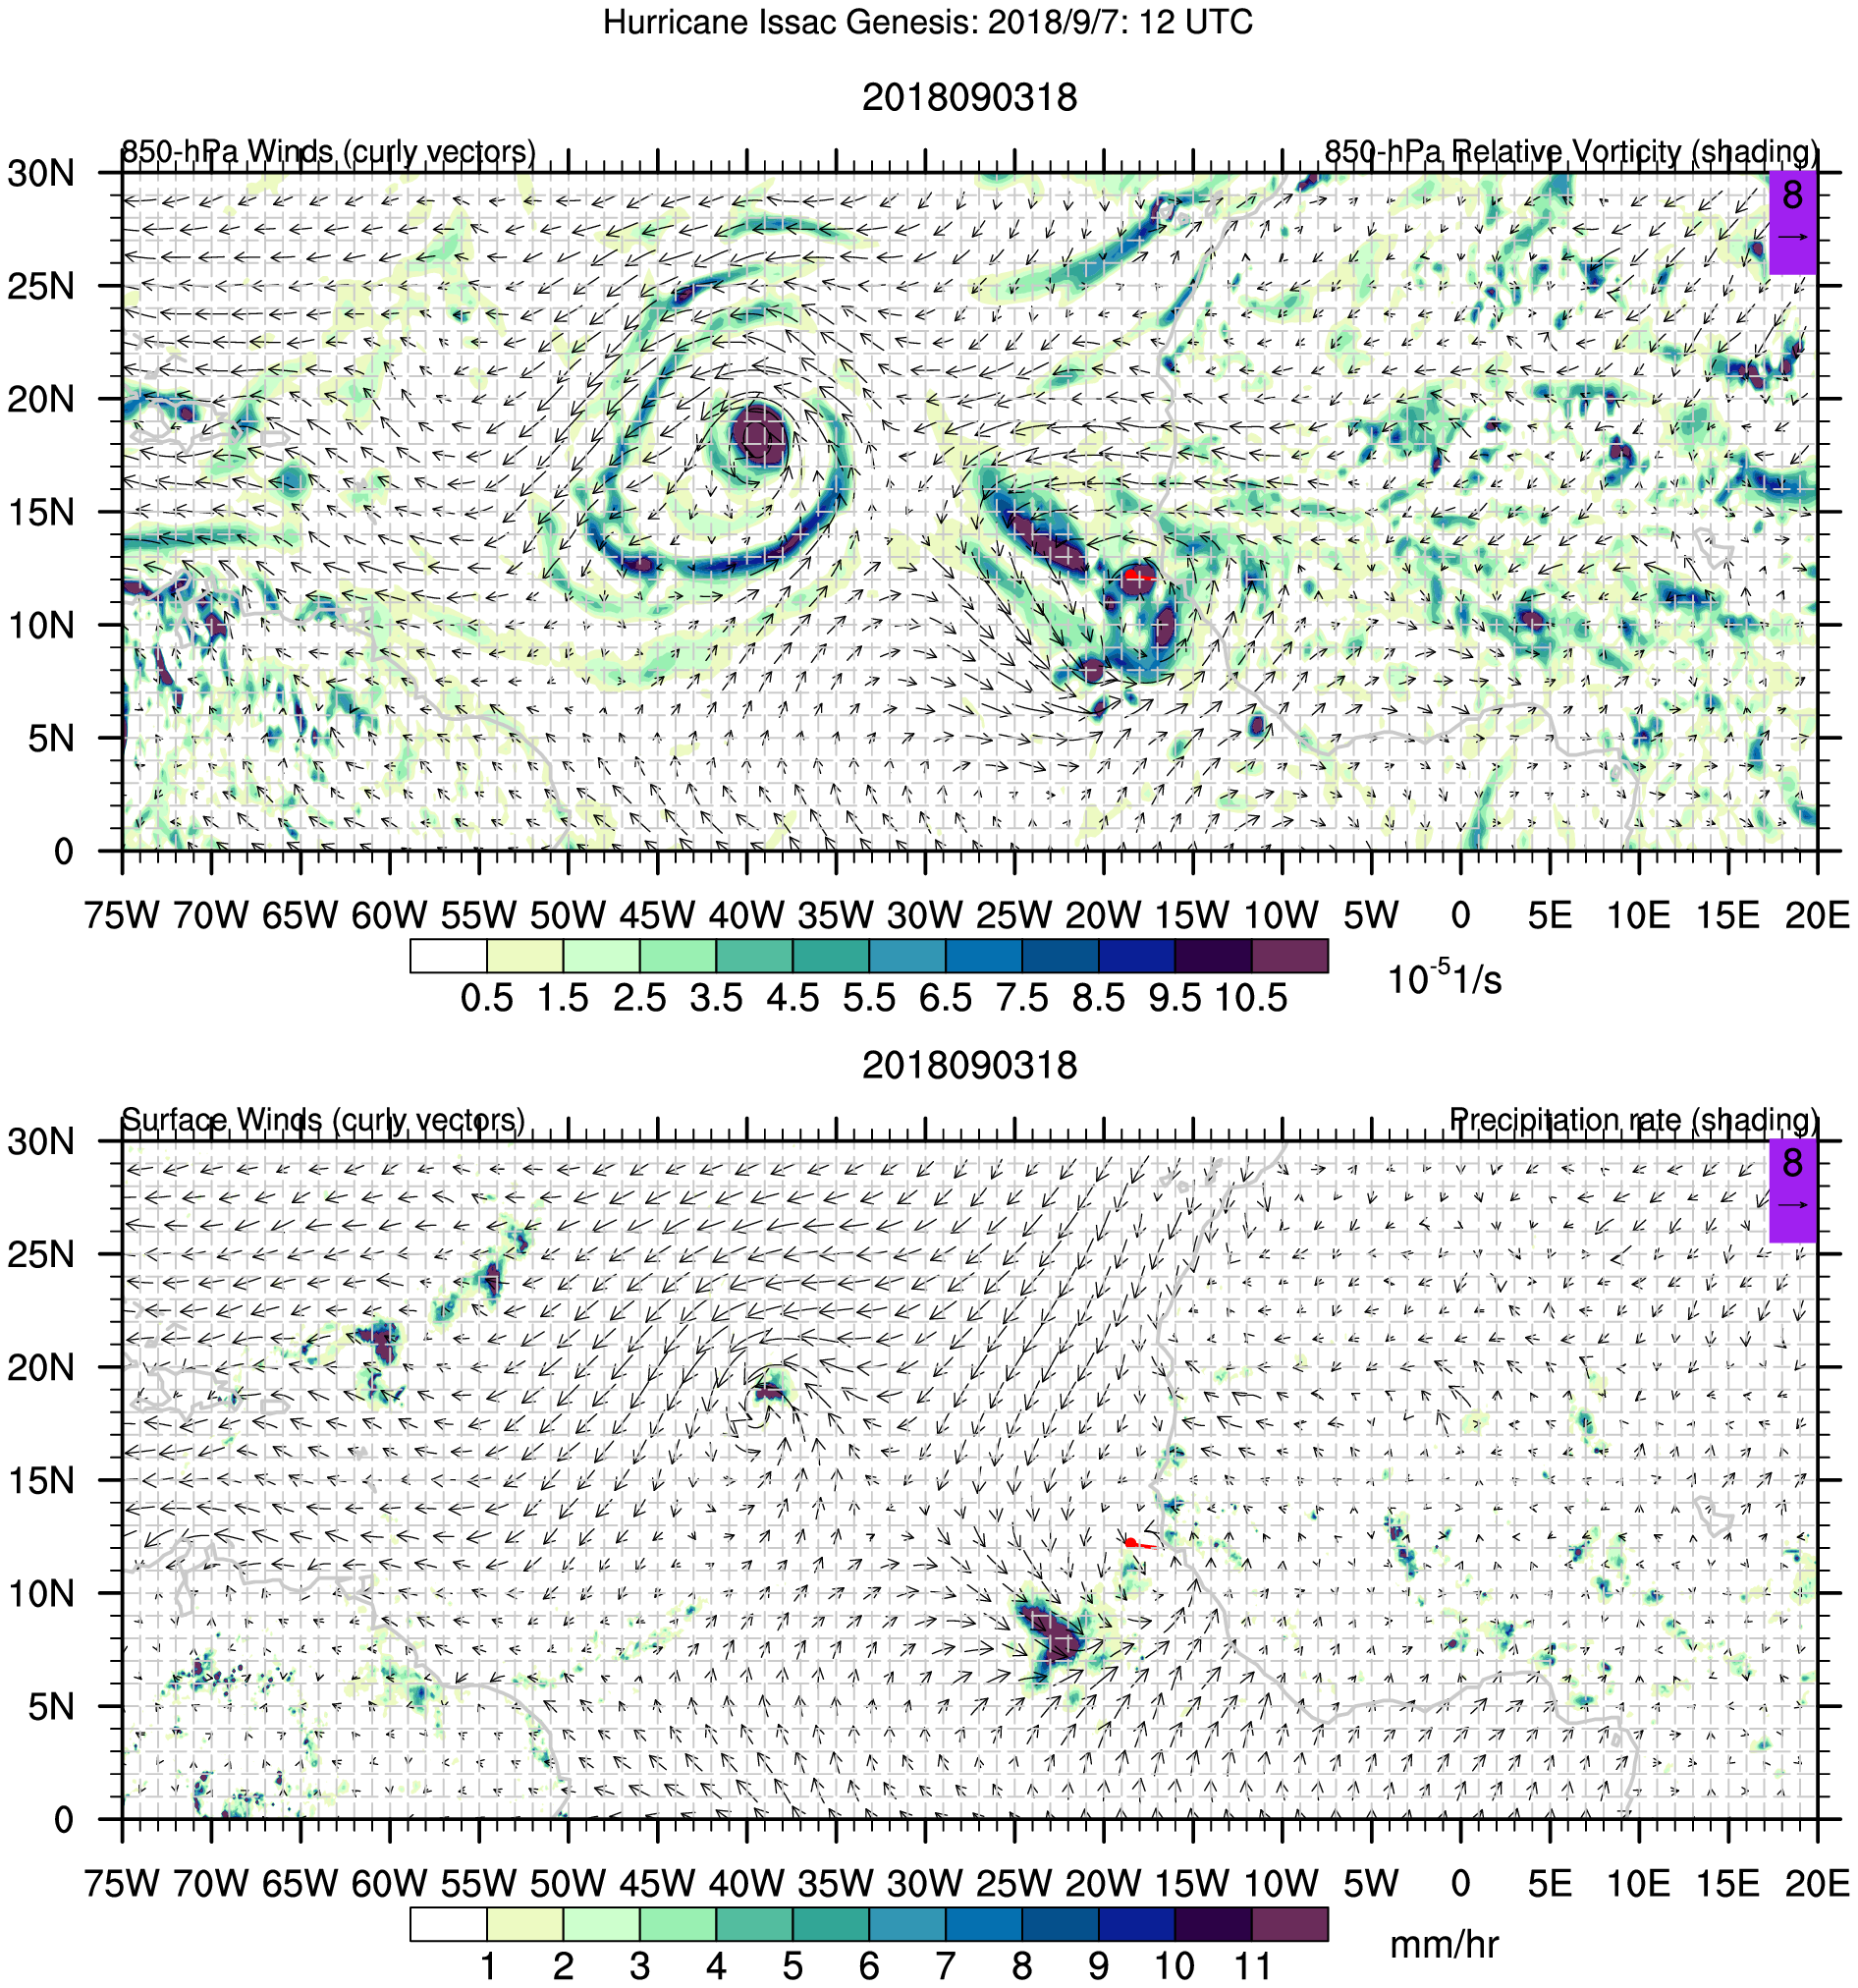 Hurricane Issac Genesis: 2018/9/7: 12 UTC
2018090318
850-hPa Winds (curly vectors) 850-hPa Relative Vorticity (shading)
8
30N
25N
20N
15N
10N
5N
0
75W 70W 65W 60W 55W 50W 45W 40W 35W 30W 25W 20W 15W 10W 5W 0 5E 10E 15E 20E
0.5 1.5 2.5 3.5 4.5 5.5 6.5 7.5 8.5 9.5 10.5
10⁻⁵1/s
2018090318
Surface Winds (curly vectors) Precipitation rate (shading)
8
30N
25N
20N
15N
10N
5N
0
75W 70W 65W 60W 55W 50W 45W 40W 35W 30W 25W 20W 15W 10W 5W 0 5E 10E 15E 20E
1 2 3 4 5 6 7 8 9 10 11
mm/hr